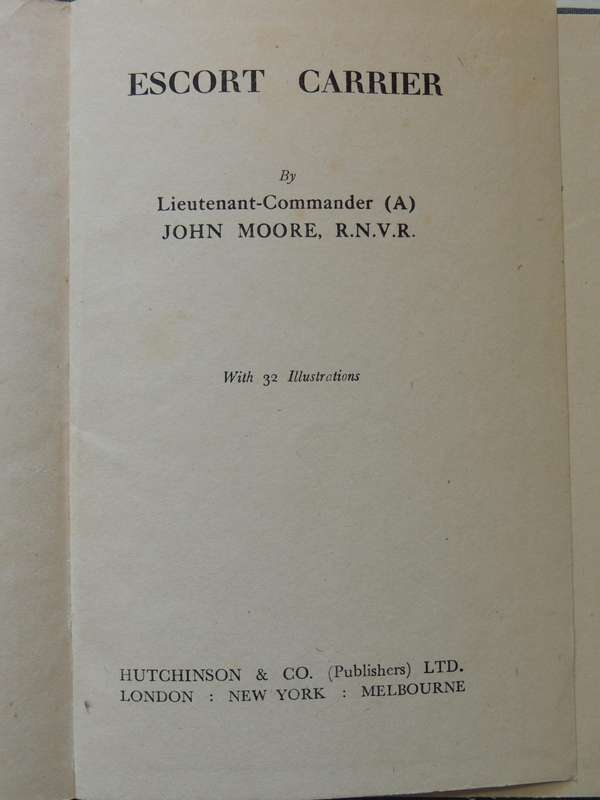 ESCORT CARRIER
By
Lieutenant-Commander (A)
JOHN MOORE, R.N.V.R.
With 32 Illustrations
HUTCHINSON & CO. (Publishers) LTD.
LONDON : NEW YORK : MELBOURNE